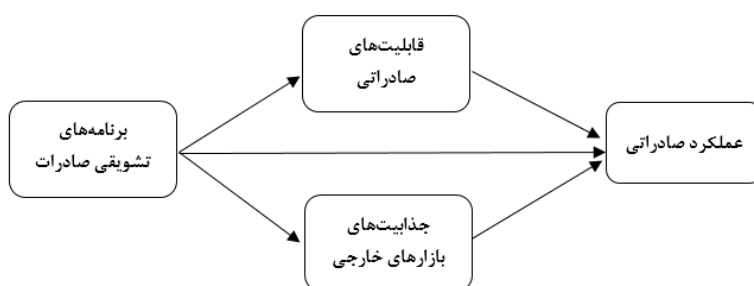 قابلیت‌های
صادراتی
برنامه‌های
تشویقی صادرات
عملکرد صادراتی
جذابیت‌های
بازارهای خارجی